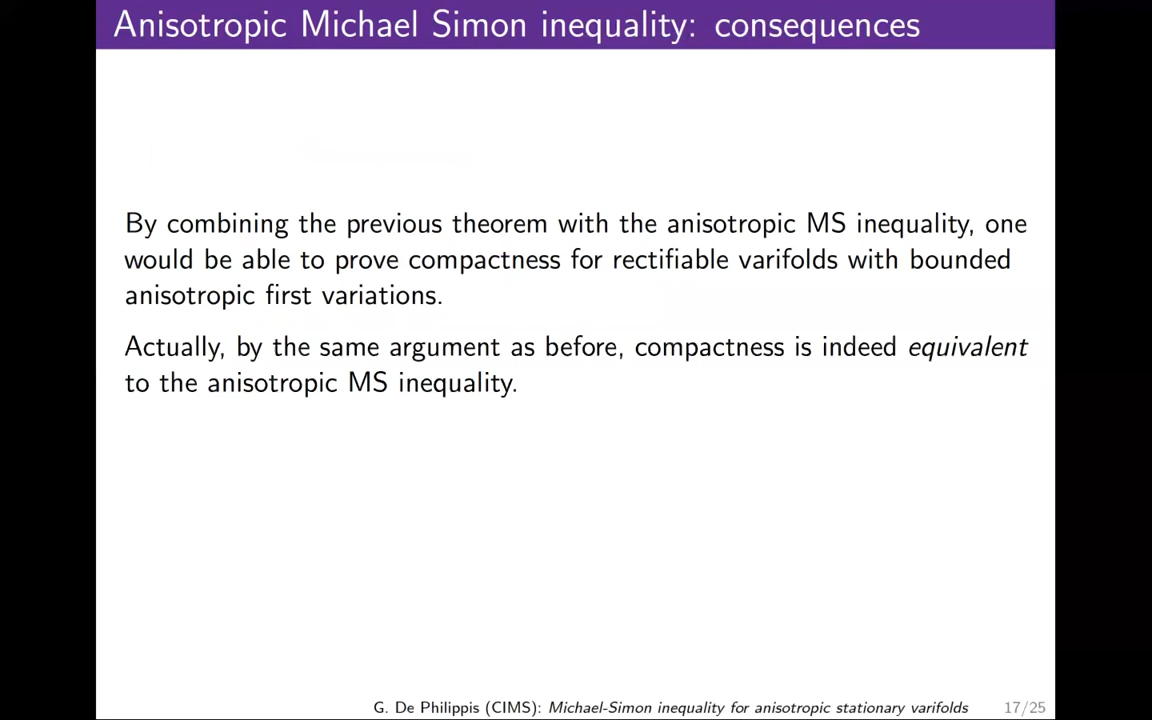 Anisotropic Michael Simon inequality: consequences
By combining the previous theorem with the anisotropic MS inequality, one
would be able to prove compactness for rectifiable varifolds with bounded
anisotropic first variations.
Actually, by the same argument as before, compactness is indeed equivalent
to the anisotropic MS inequality.
G. De Philippis (CIMS): Michael-Simon inequality for anisotropic stationary varifolds 17/25